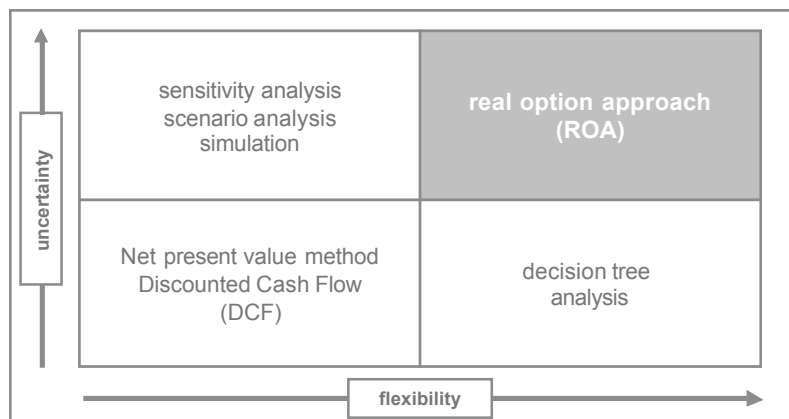 sensitivity analysis
scenario analysis
simulation
real option approach
(ROA)
uncertainty
Net present value method
Discounted Cash Flow
(DCF)
decision tree
analysis
flexibility